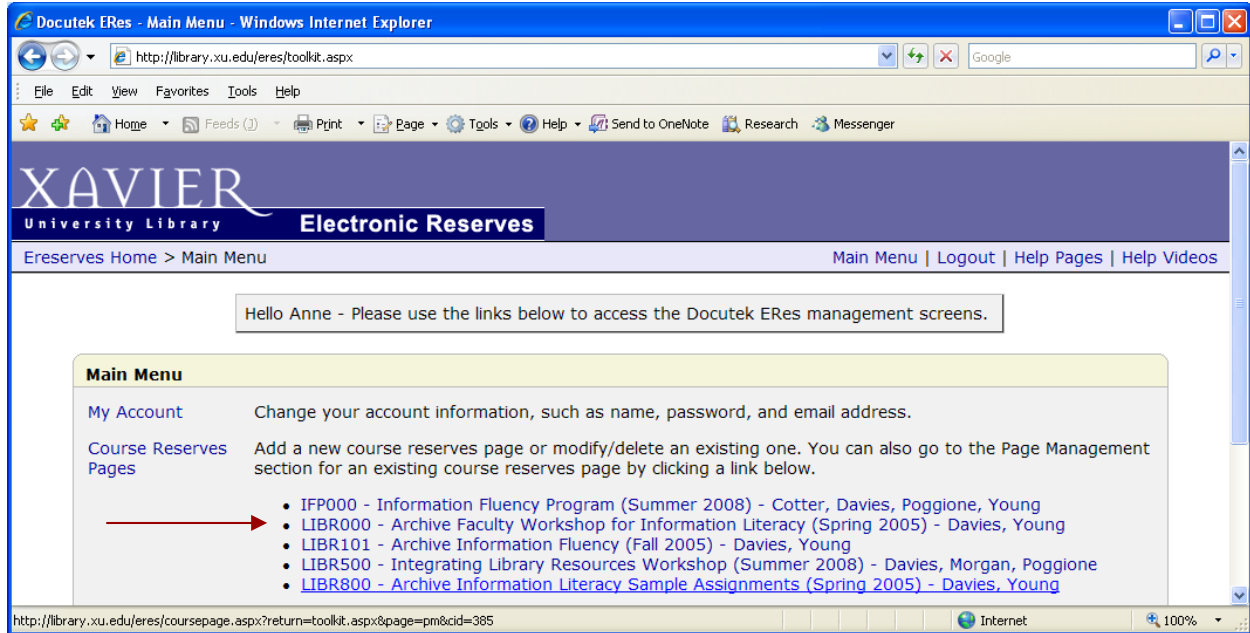 Docutek ERes - Main Menu - Windows Internet Explorer
http://library.xu.edu/eres/toolkit.aspx Google
File Edit View Favorites Tools Help
Home Feeds (J) Print Page Tools Help Send to OneNote Research Messenger
XAVIER
University Library Electronic Reserves
Ereserves Home > Main Menu Main Menu | Logout | Help Pages | Help Videos
Hello Anne - Please use the links below to access the Docutek ERes management screens.
Main Menu
My Account Change your account information, such as name, password, and email address.
Course Reserves Pages Add a new course reserves page or modify/delete an existing one. You can also go to the Page Management
section for an existing course reserves page by clicking a link below.
• IFP000 - Information Fluency Program (Summer 2008) - Cotter, Davies, Poggione, Young
• LIBR000 - Archive Faculty Workshop for Information Literacy (Spring 2005) - Davies, Young
• LIBR101 - Archive Information Fluency (Fall 2005) - Davies, Young
• LIBR500 - Integrating Library Resources Workshop (Summer 2008) - Davies, Morgan, Poggione
• LIBR800 - Archive Information Literacy Sample Assignments (Spring 2005) - Davies, Young
http://library.xu.edu/eres/coursepage.aspx?return=toolkit.aspx&page=pm&cid=385 Internet 100%